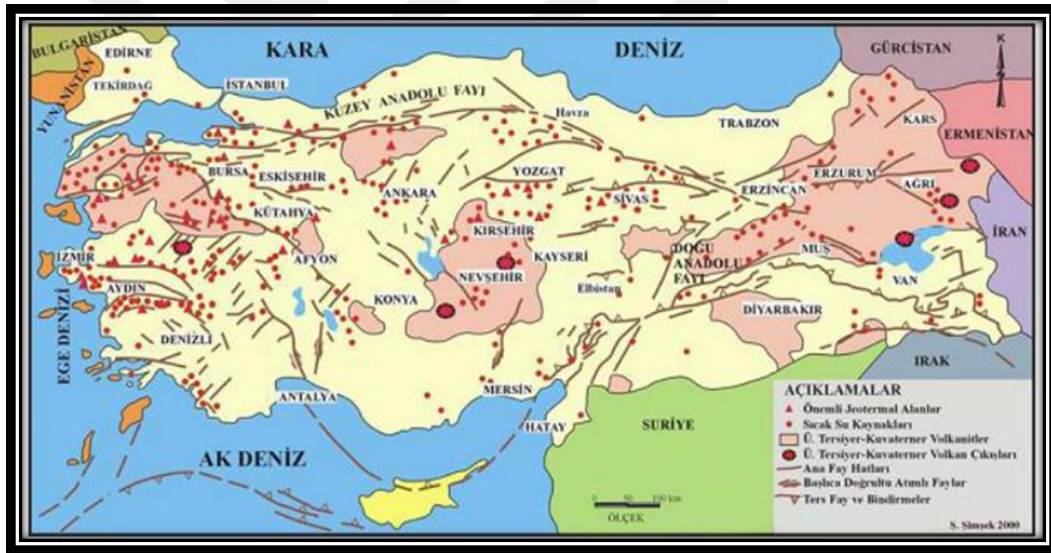 BULGARİSTAN
EDİRNE
KARA
DENİZ
GÜRCİSTAN
K
YUNANİSTAN
TEKİRDAĞ
İSTANBUL
KUZEY ANADOLU FAYI
Havza
TRABZON
KARS
ERMENİSTAN
BURSA
ESKİŞEHİR
ANKARA
YOZGAT
SİVAS
ERZİNCAN
ERZURUM
AĞRI
KÜTAHYA
KIRŞEHİR
İRAN
İZMİR
AFYON
KAYSERİ
DOĞU
ANADOLU
FAYI
MUŞ
NEVŞEHİR
VAN
AYDIN
KONYA
Elbistan
DİYARBAKIR
EGE DENİZİ
DENİZLİ
IRAK
ANTALYA
MERSİN
HATAY
SURİYE
AK DENİZ
AÇIKLAMALAR
Önemli Jeotermal Alanlar
Sıcak Su Kaynakları
Ü. Tersiyer-Kuvaterner Volkanitler
Ü. Tersiyer-Kuvaterner Volkan Çıkışları
Ana Fay Hatları
Başlıca Doğrultu Atımlı Faylar
Ters Fay ve Bindirmeler
0 50 100 km
ÖLÇEK
Ş. Şimşek 2000